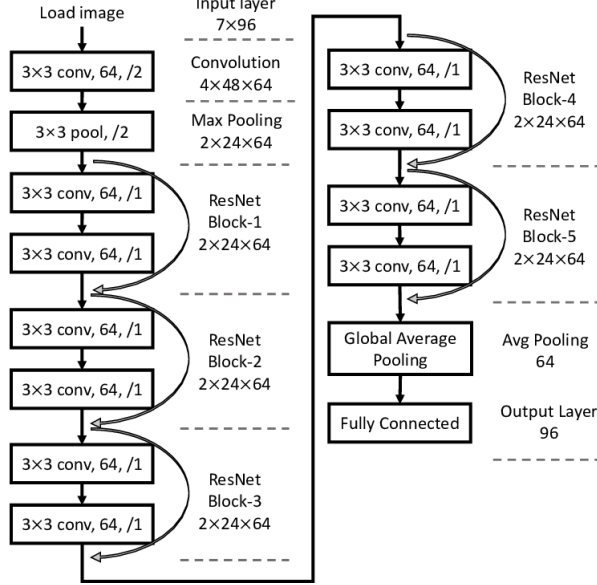 Load image
Input layer
7×96
3×3 conv, 64, /2
Convolution
4×48×64
3×3 pool, /2
Max Pooling
2×24×64
3×3 conv, 64, /1
3×3 conv, 64, /1
ResNet
Block-1
2×24×64
3×3 conv, 64, /1
3×3 conv, 64, /1
ResNet
Block-2
2×24×64
3×3 conv, 64, /1
3×3 conv, 64, /1
ResNet
Block-3
2×24×64
3×3 conv, 64, /1
3×3 conv, 64, /1
ResNet
Block-4
2×24×64
3×3 conv, 64, /1
3×3 conv, 64, /1
ResNet
Block-5
2×24×64
Global Average
Pooling
Avg Pooling
64
Fully Connected
Output Layer
96